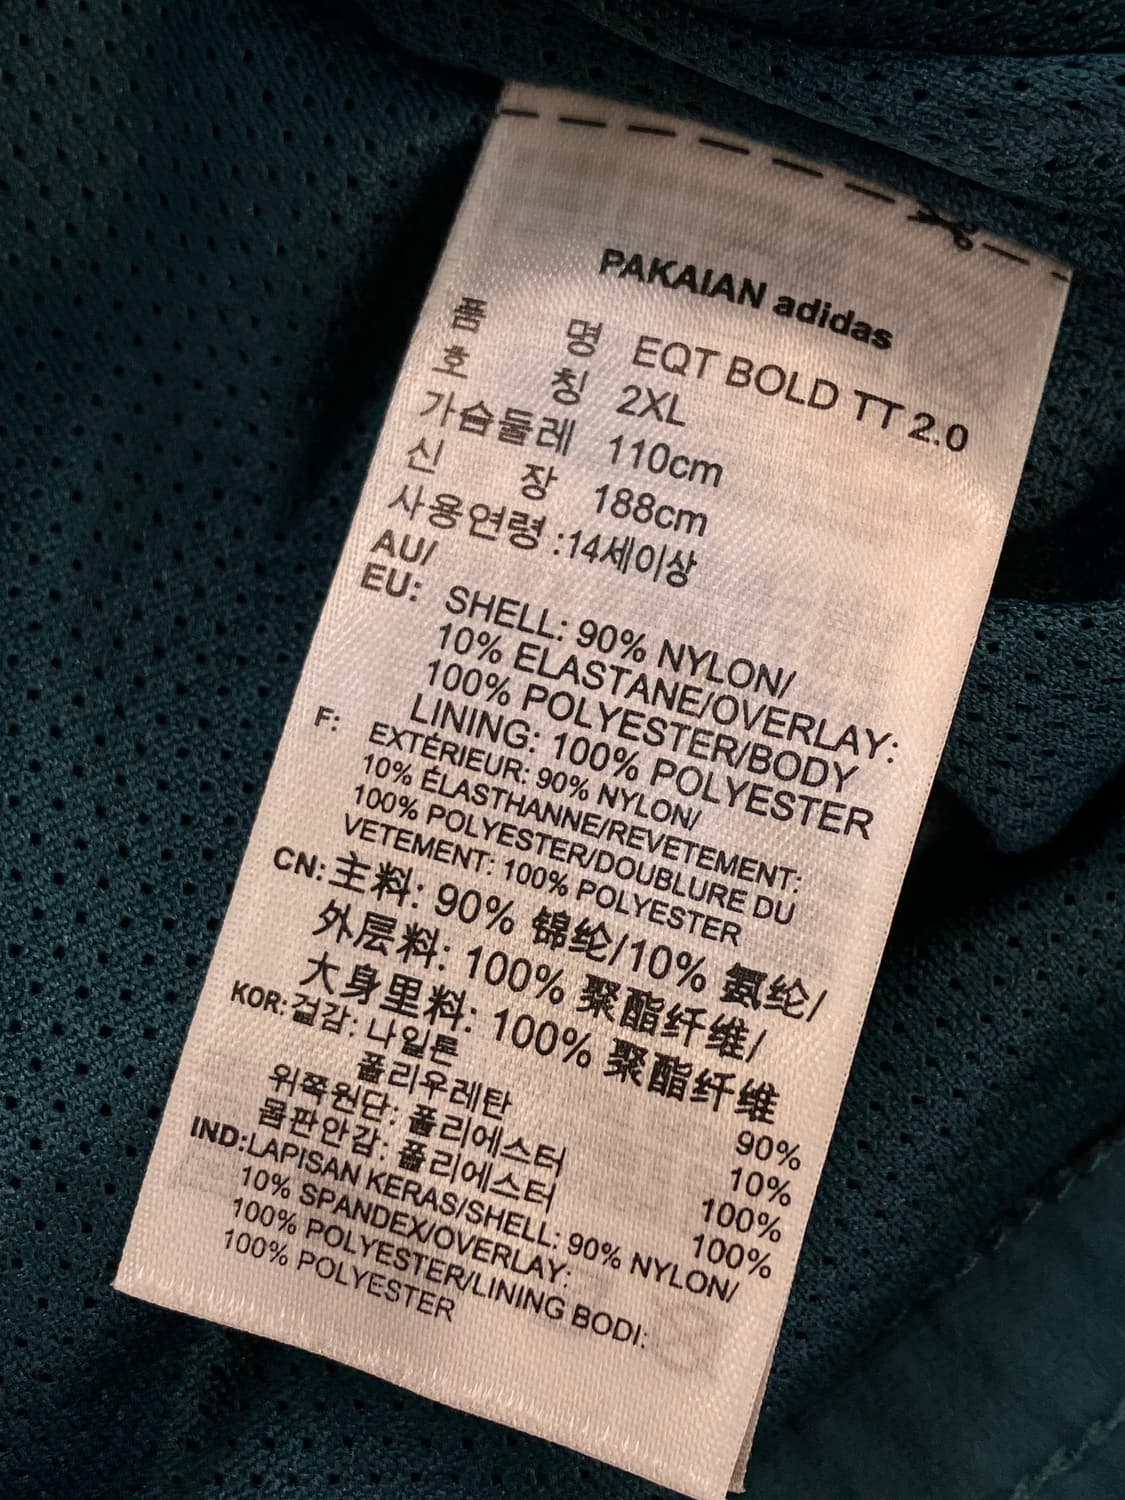 PAKAIAN adidas
품 명 EQT BOLD TT 2.0
호 칭 2XL
가슴둘레 110cm
신 장 188cm
사용연령 :14세이상
AU/
EU: SHELL: 90% NYLON/
10% ELASTANE/OVERLAY:
100% POLYESTER/BODY
LINING: 100% POLYESTER
F: EXTÉRIEUR: 90% NYLON/
10% ÉLASTHANNE/REVETEMENT:
100% POLYESTER/DOUBLURE DU
VETEMENT: 100% POLYESTER
CN: 主料: 90% 锦纶/10% 氨纶/
外层料: 100% 聚酯纤维/
大身里料: 100% 聚酯纤维
KOR: 겉감: 나일론 90%
폴리우레탄 10%
위쪽원단: 폴리에스터 100%
몸판안감: 폴리에스터 100%
IND:LAPISAN KERAS/SHELL: 90% NYLON/
10% SPANDEX/OVERLAY:
100% POLYESTER/LINING BODI:
100% POLYESTER